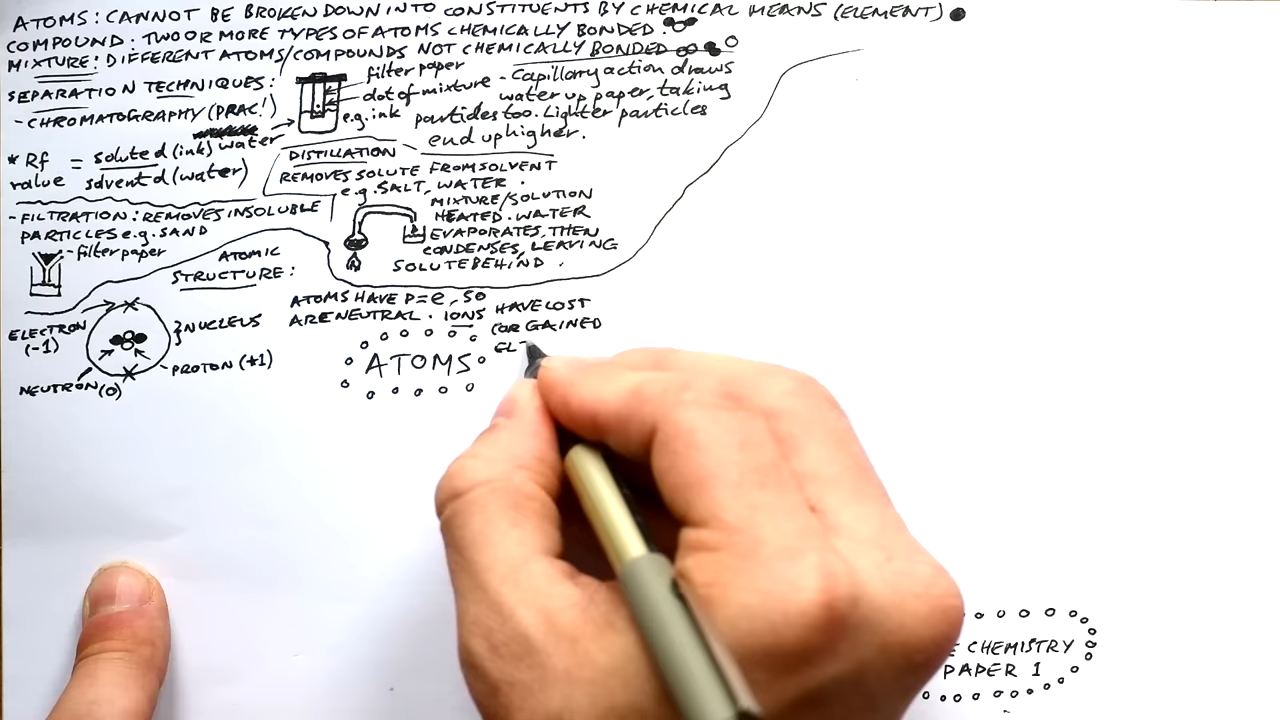 ATOMS: CANNOT BE BROKEN DOWN INTO CONSTITUENTS BY CHEMICAL MEANS (ELEMENT)
COMPOUND. TWO OR MORE TYPES OF ATOMS CHEMICALLY BONDED.
MIXTURE: DIFFERENT ATOMS/COMPOUNDS NOT CHEMICALLY BONDED
SEPARATION TECHNIQUES:
- CHROMATOGRAPHY (PRAC!)
filter paper
dot of mixture
e.g. ink
water
- Capillary action draws
water up paper, taking
particles too. Lighter particles
end up higher.
* Rf value = solute d (ink)
solvent d (water)
DISTILLATION
REMOVES SOLUTE FROM SOLVENT
e.g. SALT, WATER.
MIXTURE/SOLUTION
HEATED. WATER
EVAPORATES, THEN
CONDENSES, LEAVING
SOLUTE BEHIND.
- FILTRATION: REMOVES INSOLUBLE
PARTICLES e.g. SAND
- filter paper
ATOMIC
STRUCTURE:
ELECTRON
(-1)
NUCLEUS
PROTON (+1)
NEUTRON (0)
ATOMS HAVE P=e, SO
ARE NEUTRAL. IONS HAVE LOST
(OR GAINED
ATOMS
CHEMISTRY
PAPER 1